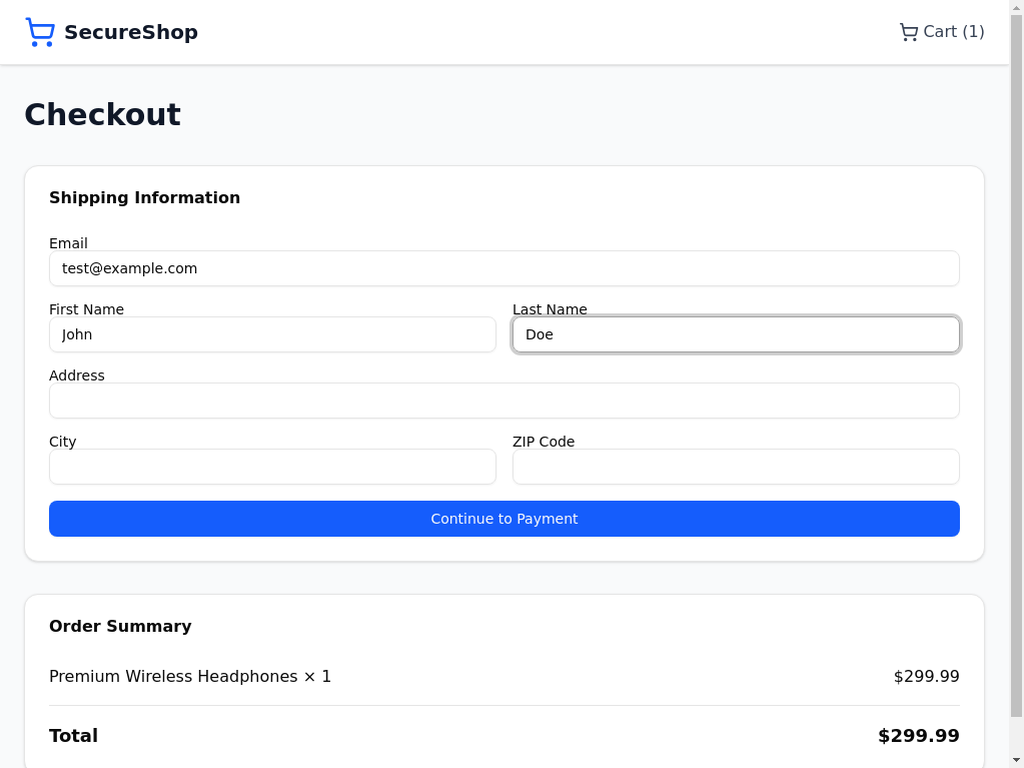 SecureShop
Cart (1)
Checkout
Shipping Information
Email
test@example.com
First Name
Last Name
John
Doe
Address
City
ZIP Code
Continue to Payment
Order Summary
Premium Wireless Headphones × 1
$299.99
Total
$299.99